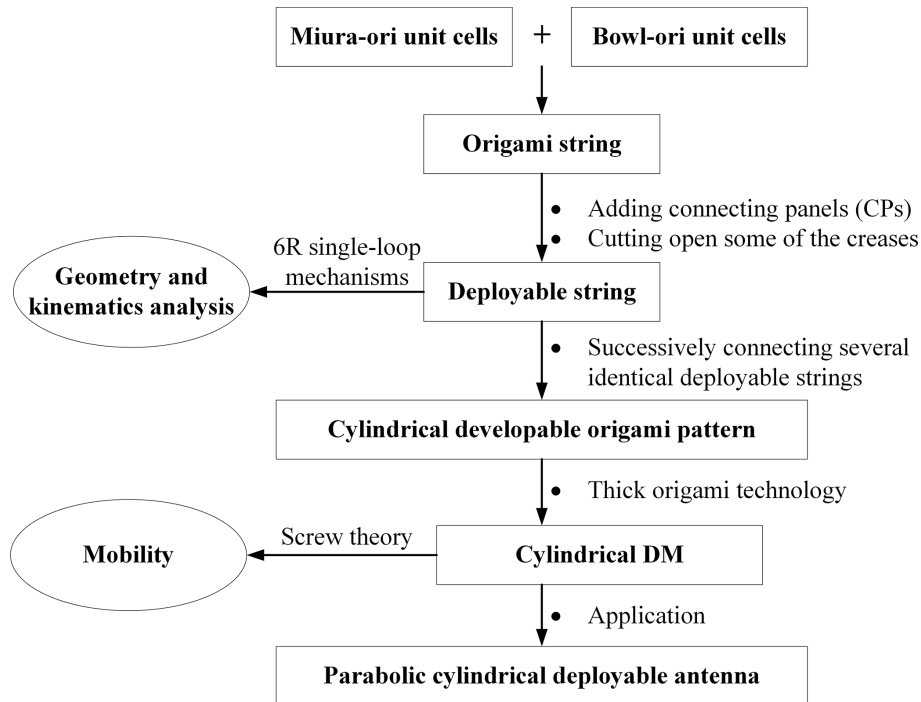 Miura-ori unit cells + Bowl-ori unit cells
Origami string
• Adding connecting panels (CPs)
• Cutting open some of the creases
6R single-loop
mechanisms
Geometry and
kinematics analysis
Deployable string
• Successively connecting several
identical deployable strings
Cylindrical developable origami pattern
• Thick origami technology
Mobility
Screw theory
Cylindrical DM
• Application
Parabolic cylindrical deployable antenna